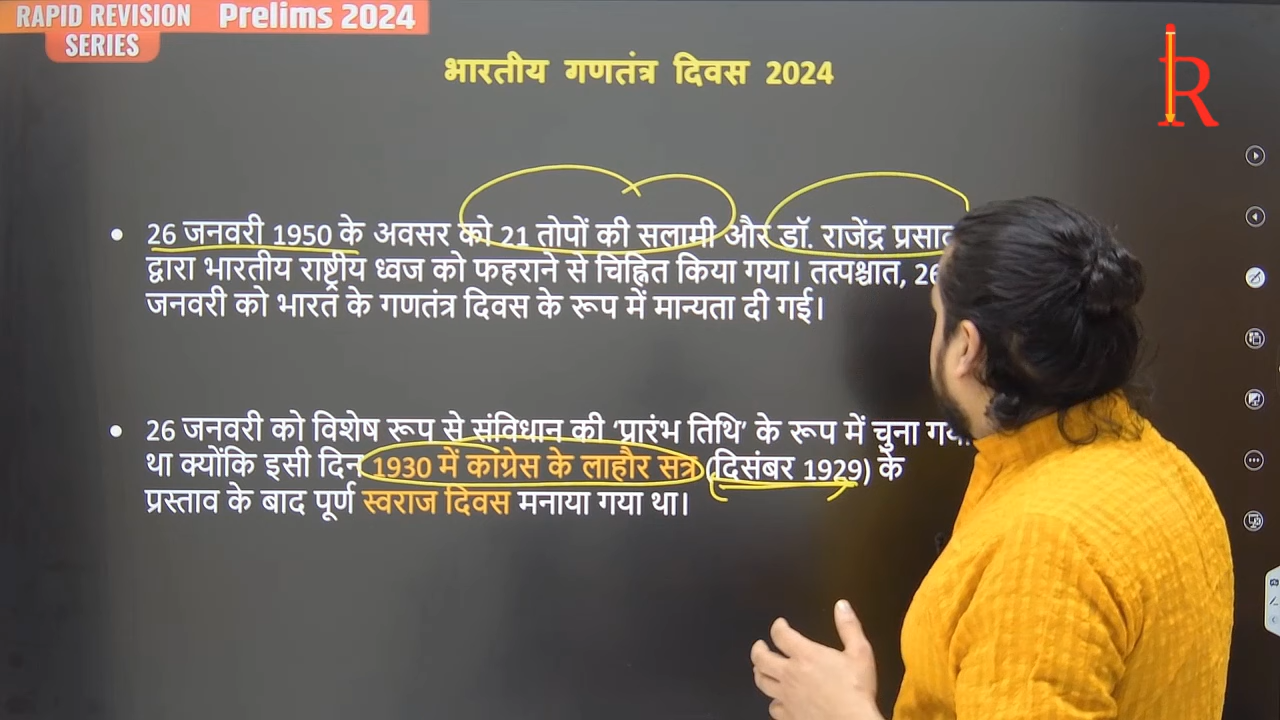 RAPID REVISION
SERIES
Prelims 2024
भारतीय गणतंत्र दिवस 2024
R
26 जनवरी 1950 के अवसर को 21 तोपों की सलामी और डॉ. राजेंद्र प्रसाद
द्वारा भारतीय राष्ट्रीय ध्वज को फहराने से चिह्नित किया गया। तत्पश्चात, 26
जनवरी को भारत के गणतंत्र दिवस के रूप में मान्यता दी गई।
26 जनवरी को विशेष रूप से संविधान की ‘प्रारंभ तिथि’ के रूप में चुना गया
था क्योंकि इसी दिन 1930 में कांग्रेस के लाहौर सत्र (दिसंबर 1929) के
प्रस्ताव के बाद पूर्ण स्वराज दिवस मनाया गया था।